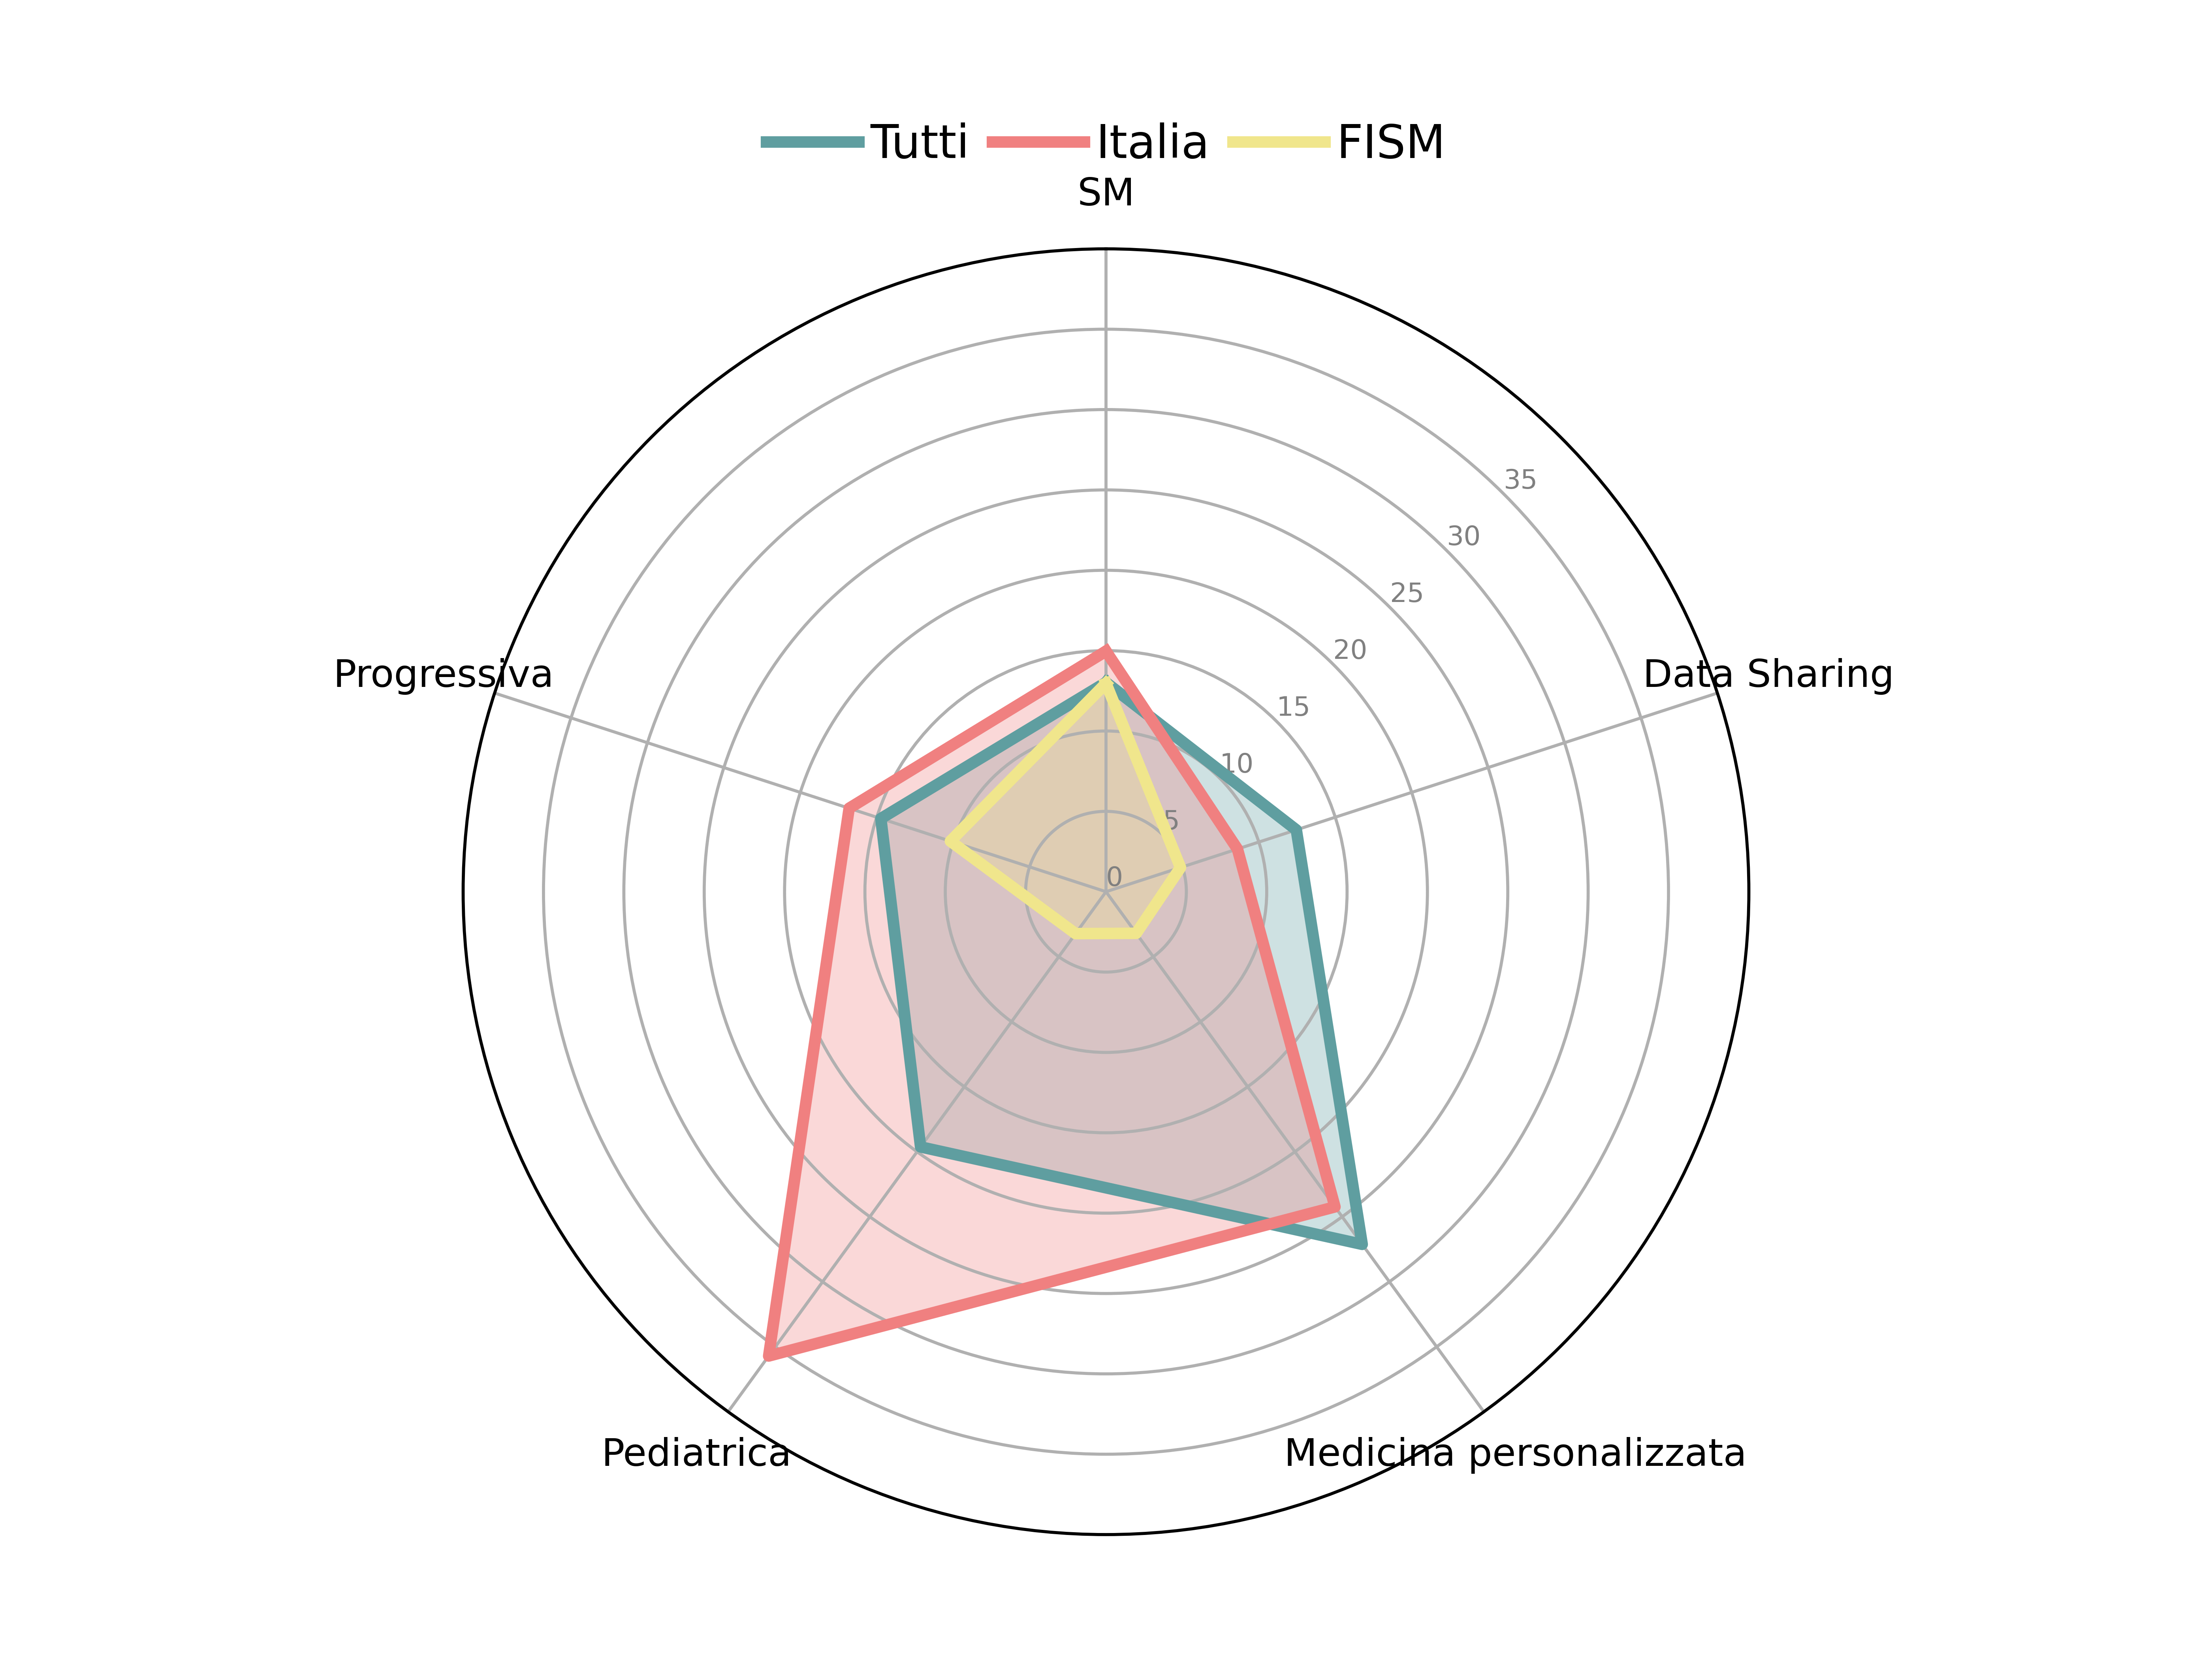 Tutti Italia FISM
SM
35
30
25
20
15
10
5
0
Progressiva
Data Sharing
Pediatrica
Medicina personalizzata